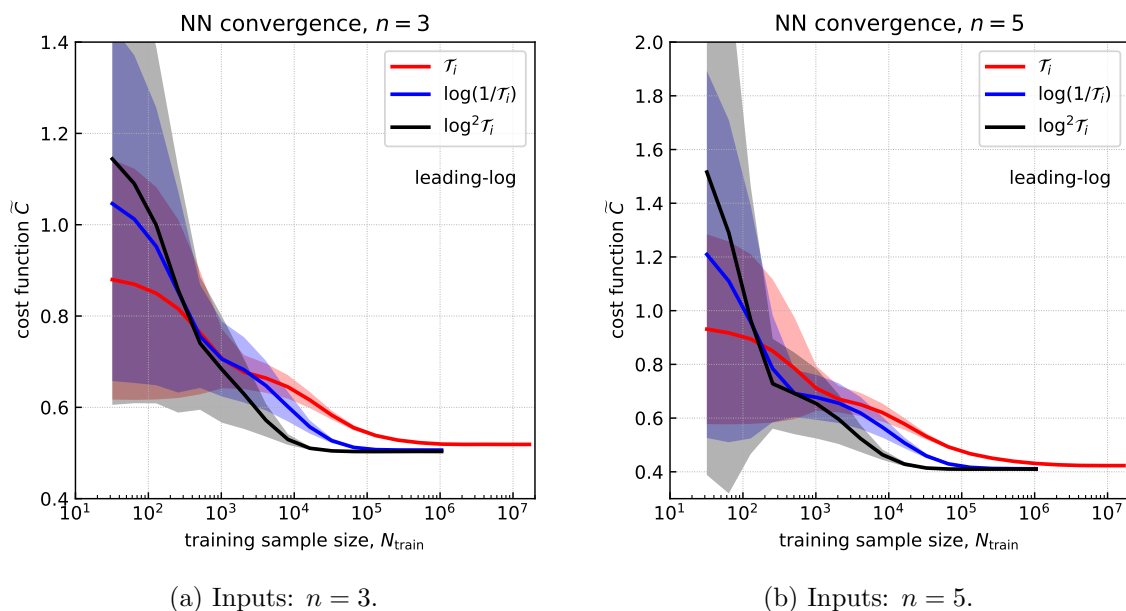 NN convergence, n = 3
1.4
1.2
1.0
0.8
0.6
0.4
cost function C̃
𝒯ᵢ
log(1/𝒯ᵢ)
log²𝒯ᵢ
leading-log
10¹ 10² 10³ 10⁴ 10⁵ 10⁶ 10⁷
training sample size, N_train
(a) Inputs: n = 3.
NN convergence, n = 5
2.0
1.8
1.6
1.4
1.2
1.0
0.8
0.6
0.4
cost function C̃
𝒯ᵢ
log(1/𝒯ᵢ)
log²𝒯ᵢ
leading-log
10¹ 10² 10³ 10⁴ 10⁵ 10⁶ 10⁷
training sample size, N_train
(b) Inputs: n = 5.